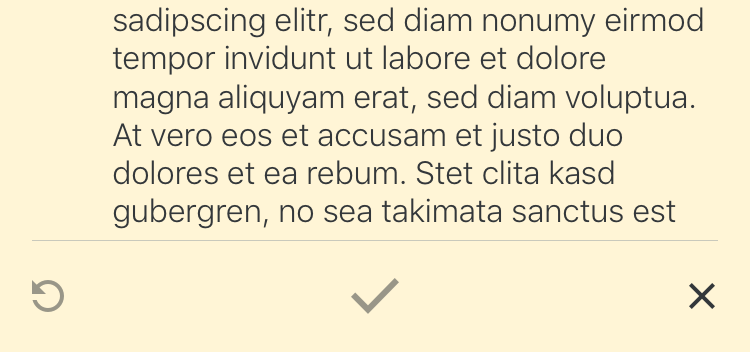 sadipscing elitr, sed diam nonumy eirmod
tempor invidunt ut labore et dolore
magna aliquyam erat, sed diam voluptua.
At vero eos et accusam et justo duo
dolores et ea rebum. Stet clita kasd
gubergren, no sea takimata sanctus est